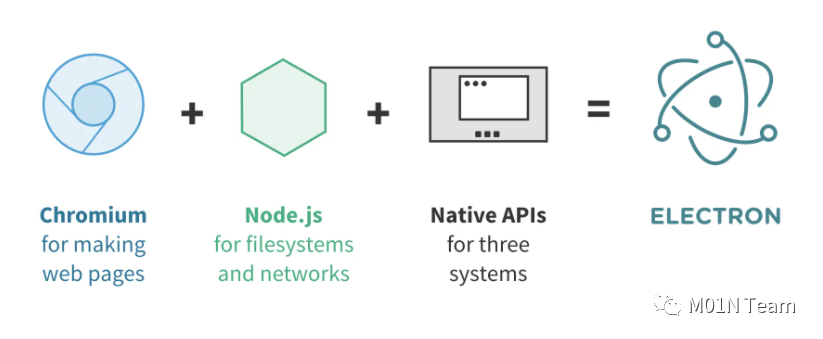 Chromium
for making
web pages
Node.js
for filesystems
and networks
Native APIs
for three
systems
ELECTRON
M01N Team